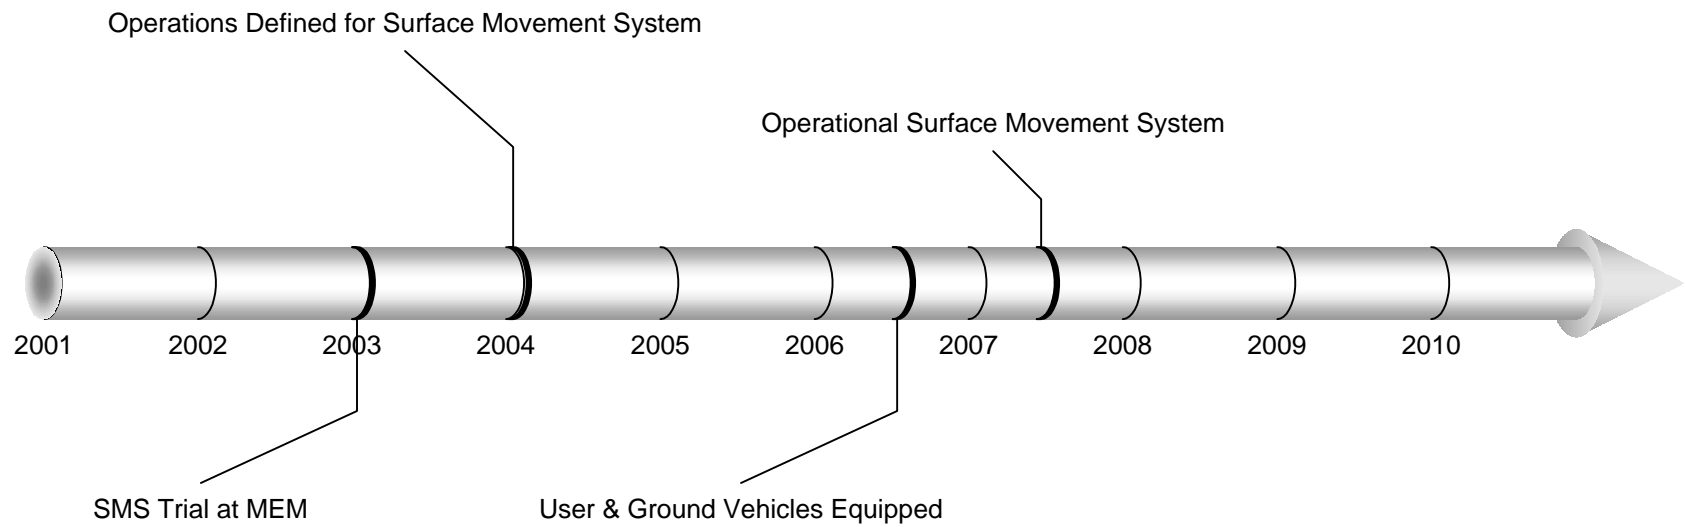 Operations Defined for Surface Movement System
Operational Surface Movement System
2001 2002 2003 2004 2005 2006 2007 2008 2009 2010
SMS Trial at MEM
User & Ground Vehicles Equipped